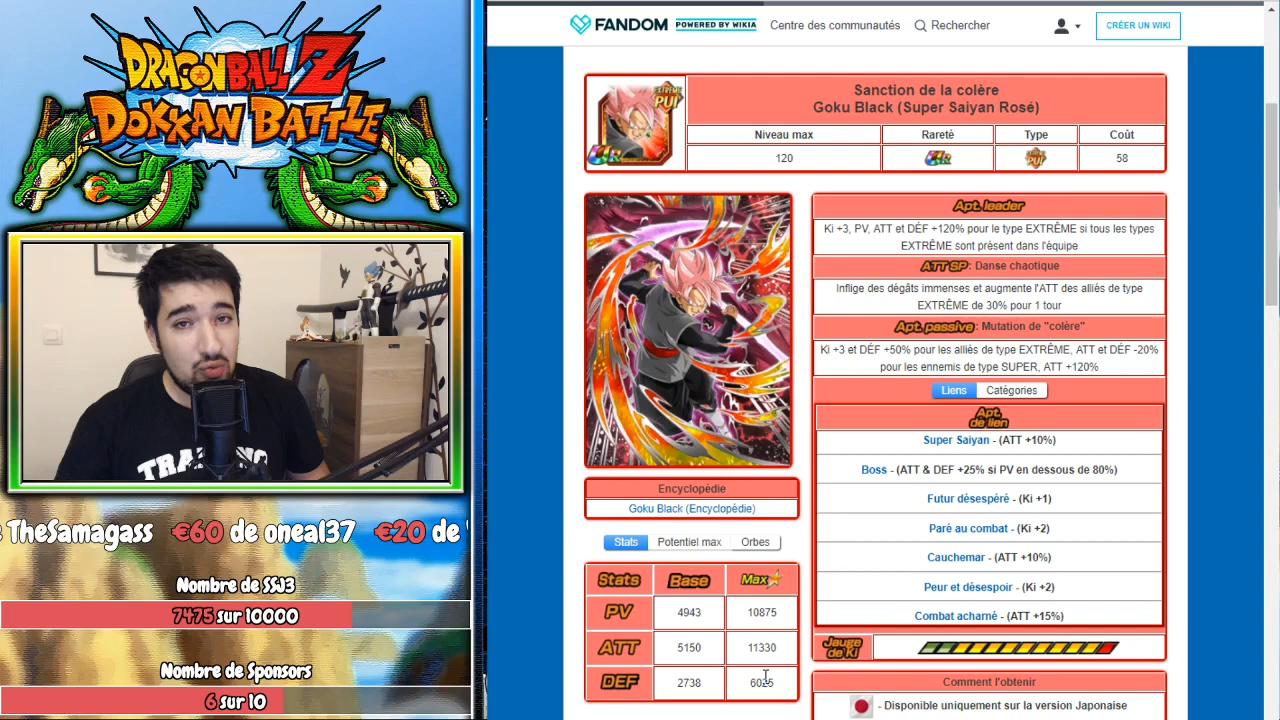 DRAGONBALL Z
DOKKAN BATTLE
TheSamagass €60 de oneal37 €20 de
Nombre de SSJ3
7475 sur 10000
Nombre de Sponsors
6 sur 10
FANDOM POWERED BY WIKIA Centre des communautés Rechercher CRÉER UN WIKI
Sanction de la colère
Goku Black (Super Saiyan Rosé)
EXTRÊME
PUI
Niveau max Rareté Type Coût
120 UR PUI 58
Apt. leader
Ki +3, PV, ATT et DÉF +120% pour le type EXTRÊME si tous les types
EXTRÊME sont présent dans l'équipe
ATT SP: Danse chaotique
Inflige des dégâts immenses et augmente l'ATT des alliés de type
EXTRÊME de 30% pour 1 tour
Apt. passive: Mutation de "colère"
Ki +3 et DÉF +50% pour les alliès de type EXTRÊME, ATT et DÉF -20%
pour les ennemis de type SUPER, ATT +120%
Liens Catégories
Apt.
de lien
Super Saiyan - (ATT +10%)
Boss - (ATT & DEF +25% si PV en dessous de 80%)
Futur désespéré - (Ki +1)
Paré au combat - (Ki +2)
Cauchemar - (ATT +10%)
Peur et désespoir - (Ki +2)
Combat acharné - (ATT +15%)
Jauge
de Ki
Comment l'obtenir
- Disponible uniquement sur la version Japonaise
Encyclopédie
Goku Black (Encyclopédie)
Stats Potentiel max Orbes
Stats Base Max
PV 4943 10875
ATT 5150 11330
DEF 2738